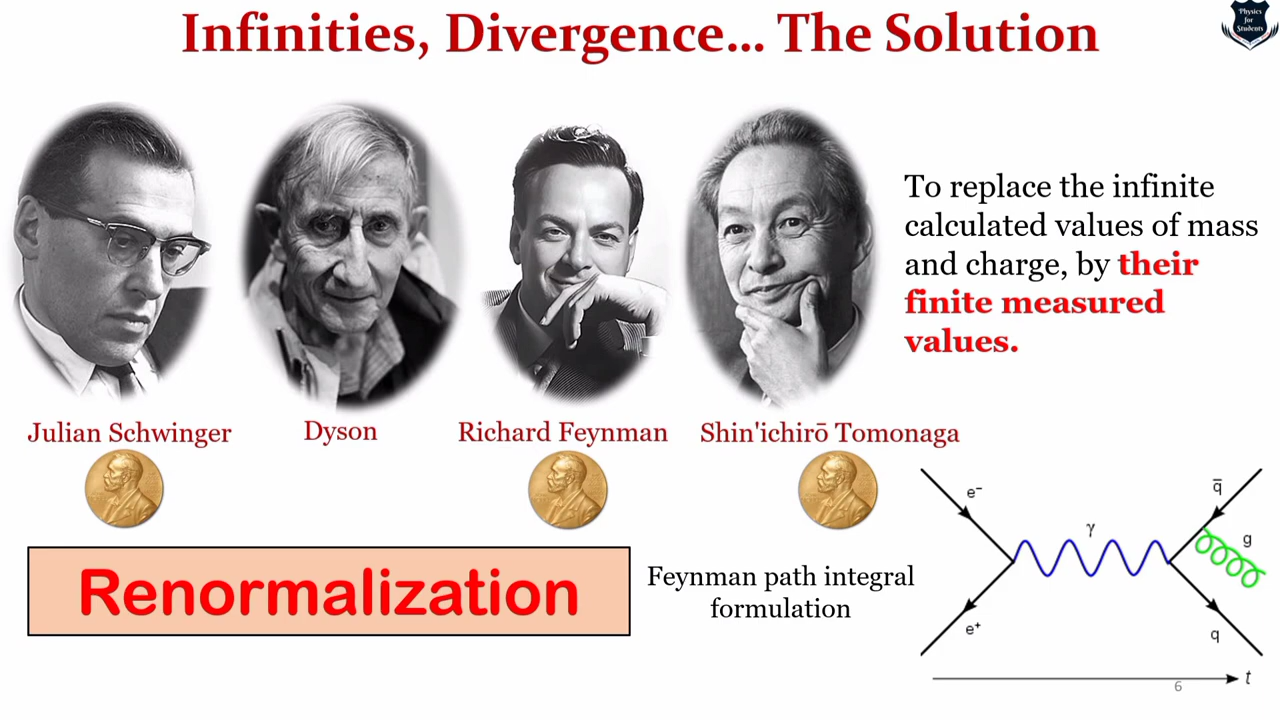 Infinities, Divergence... The Solution
Physics
for
Students
To replace the infinite
calculated values of mass
and charge, by their
finite measured
values.
Julian Schwinger
Dyson
Richard Feynman
Shin'ichirō Tomonaga
Renormalization
Feynman path integral
formulation
e⁻
e⁺
γ
q̅
g
q
t
6